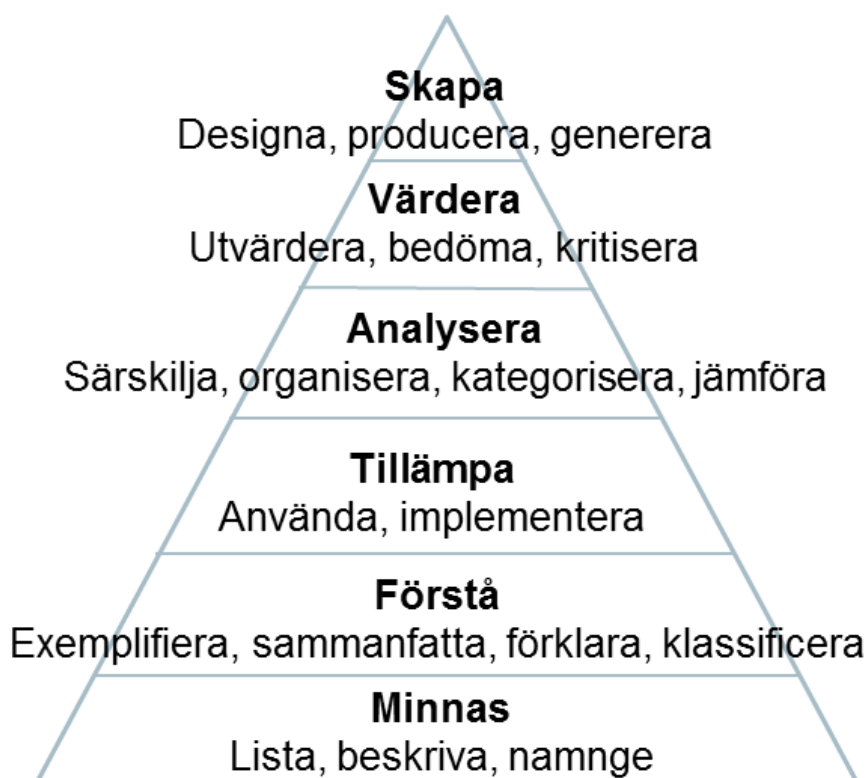 Skapa
Designa, producera, generera
Värdera
Utvärdera, bedöma, kritisera
Analysera
Särskilja, organisera, kategorisera, jämföra
Tillämpa
Använda, implementera
Förstå
Exemplifiera, sammanfatta, förklara, klassificera
Minnas
Lista, beskriva, namnge